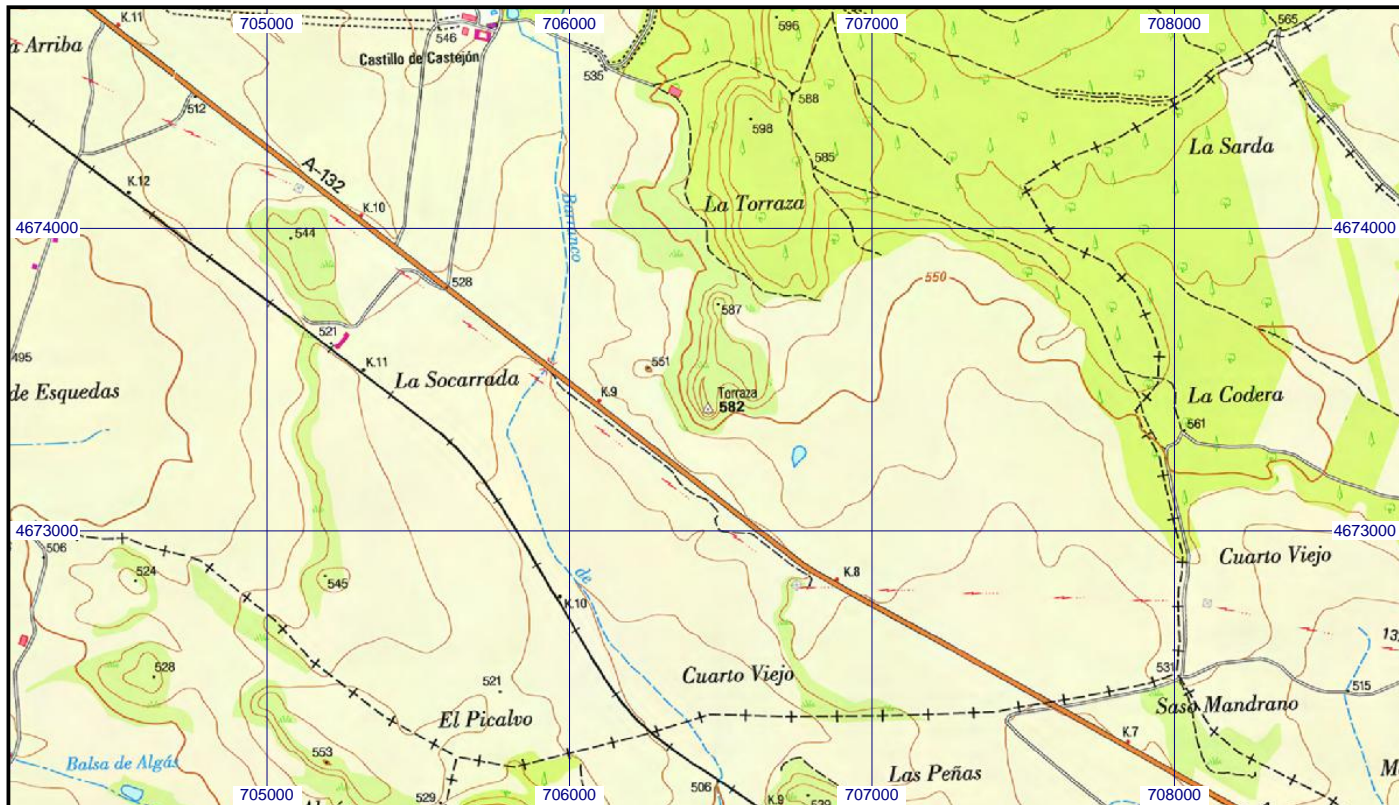 705000 706000 707000 708000
K.11 546 596 565
a Arriba
Castillo de Castejón
535
512 588
598
A-132 585 La Sarda
K.12
K.10 Barranco La Torraza
4674000 4674000
544
528 550
587
521
495 K.11 551
de Esquedas La Socarrada K.9 Torraza La Codera
582
561
4673000 4673000
506 Cuarto Viejo
524 545 de K.8
K.10
528 Cuarto Viejo 531
521 515
El Picalvo Saso Mandrano
K.7
553
Balsa de Algás Las Peñas M
529 506 K.9 539
705000 706000 707000 708000